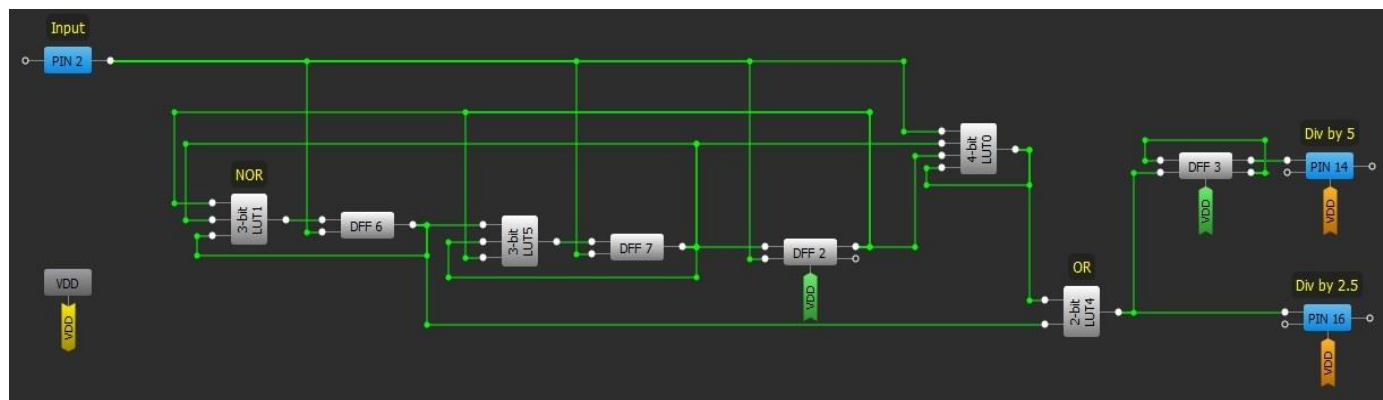 Input
PIN 2
NOR
3-bit
LUT1
DFF 6
3-bit
LUT5
DFF 7
DFF 2
VDD
4-bit
LUT0
DFF 3
VDD
Div by 5
PIN 14
VDD
OR
2-bit
LUT4
Div by 2.5
PIN 16
VDD
VDD
VDD